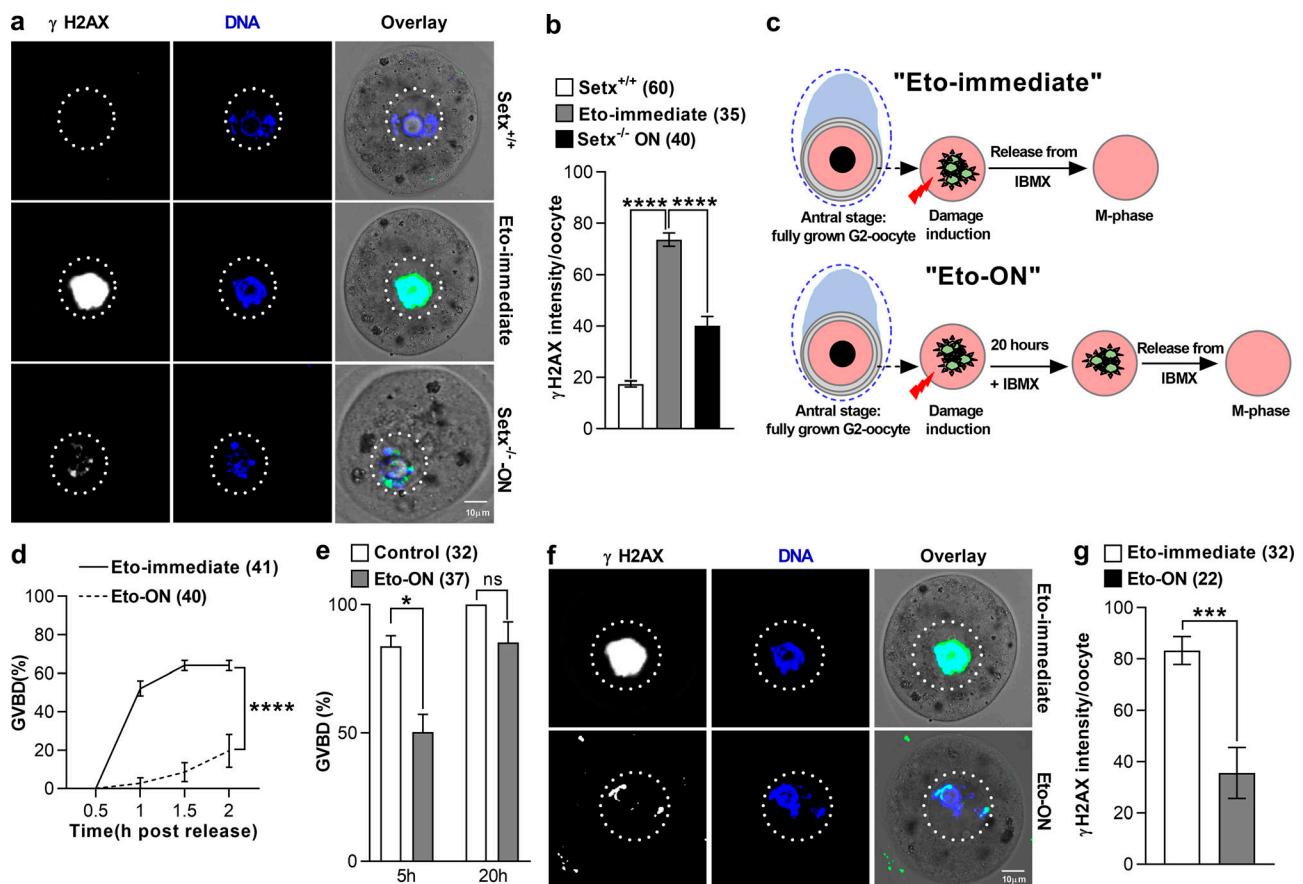 a
γ H2AX
DNA
Overlay
Setx+/+
Eto-immediate
Setx-/- -ON
10μm
b
Setx+/+ (60)
Eto-immediate (35)
Setx-/- ON (40)
γH2AX intensity/oocyte
100
80
60
40
20
0
****
****
c
"Eto-immediate"
Release from
IBMX
Antral stage:
fully grown G2-oocyte
Damage
induction
M-phase
"Eto-ON"
20 hours
+ IBMX
Release from
IBMX
Antral stage:
fully grown G2-oocyte
Damage
induction
M-phase
d
Eto-immediate (41)
Eto-ON (40)
GVBD(%)
100
80
60
40
20
0
****
0.5
1
1.5
2
Time(h post release)
e
Control (32)
Eto-ON (37)
GVBD (%)
100
50
0
*
ns
5h
20h
f
γ H2AX
DNA
Overlay
Eto-immediate
Eto-ON
10μm
g
Eto-immediate (32)
Eto-ON (22)
γH2AX intensity/oocyte
100
80
60
40
80
0
***